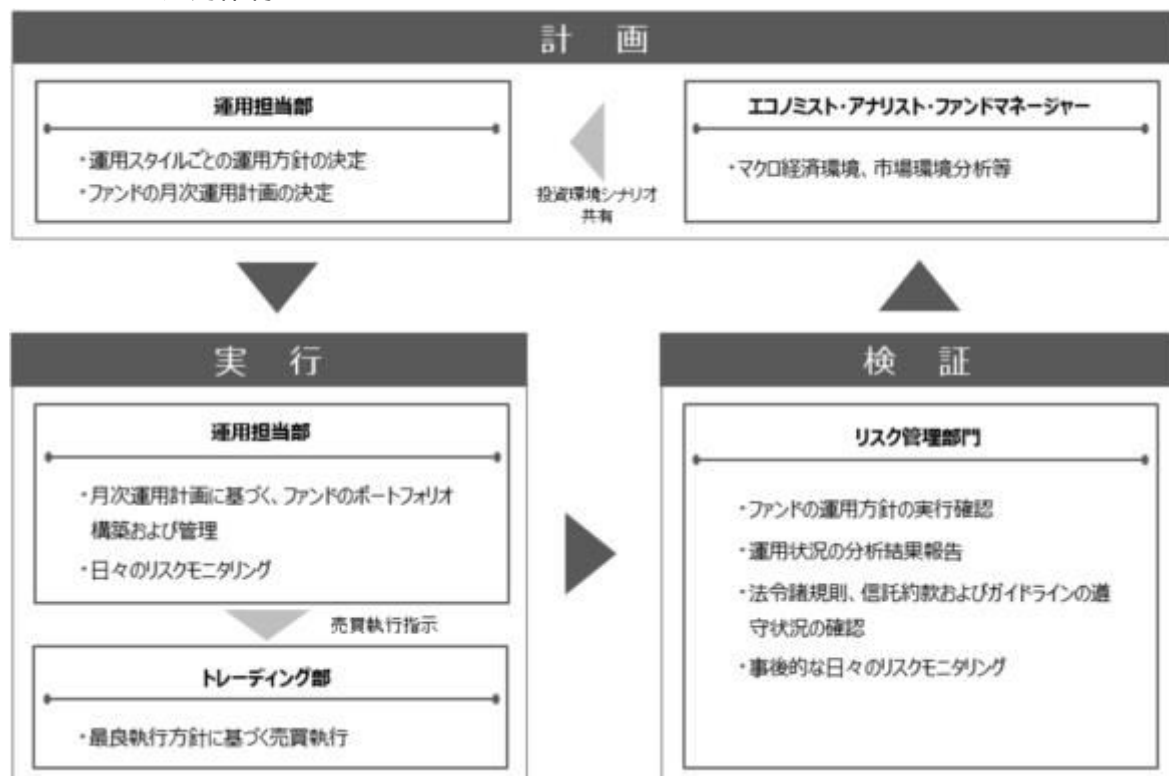 計 画
運用担当部
・運用スタイルごとの運用方針の決定
・ファンドの月次運用計画の決定
投資環境シナリオ
共有
エコノミスト・アナリスト・ファンドマネージャー
・マクロ経済環境、市場環境分析等
実 行
運用担当部
・月次運用計画に基づく、ファンドのポートフォリオ
構築および管理
・日々のリスクモニタリング
売買執行指示
トレーディング部
・最良執行方針に基づく売買執行
検 証
リスク管理部門
・ファンドの運用方針の実行確認
・運用状況の分析結果報告
・法令諸規則、信託約款およびガイドラインの遵
守状況の確認
・事後的な日々のリスクモニタリング